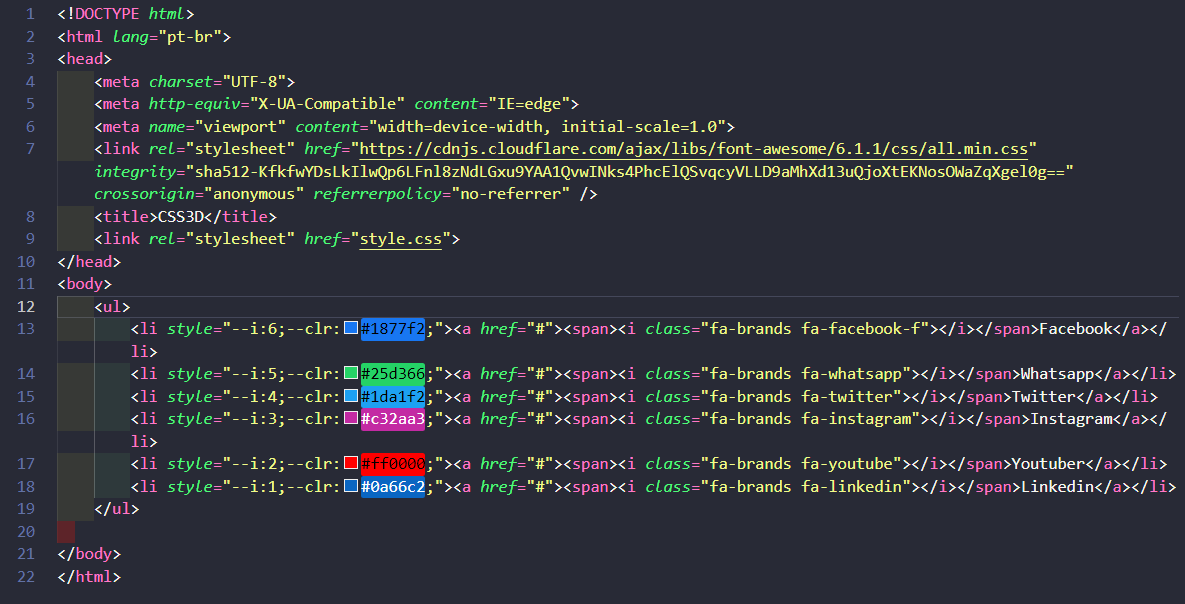 1 <!DOCTYPE html>
2 <html lang="pt-br">
3 <head>
4 <meta charset="UTF-8">
5 <meta http-equiv="X-UA-Compatible" content="IE=edge">
6 <meta name="viewport" content="width=device-width, initial-scale=1.0">
7 <link rel="stylesheet" href="https://cdnjs.cloudflare.com/ajax/libs/font-awesome/6.1.1/css/all.min.css"
integrity="sha512-KfkfwYDsLkIlwQp6LFnl8zNdLGxu9YAA1QvwINks4PhcElQSvqcyVLLD9aMhXd13uQjoXtEKNosOWaZqXgel0g=="
crossorigin="anonymous" referrerpolicy="no-referrer" />
8 <title>CSS3D</title>
9 <link rel="stylesheet" href="style.css">
10 </head>
11 <body>
12 <ul>
13 <li style="--i:6;--clr:#1877f2;"><a href="#"><span><i class="fa-brands fa-facebook-f"></i></span>Facebook</a></
li>
14 <li style="--i:5;--clr:#25d366;"><a href="#"><span><i class="fa-brands fa-whatsapp"></i></span>Whatsapp</a></li>
15 <li style="--i:4;--clr:#1da1f2;"><a href="#"><span><i class="fa-brands fa-twitter"></i></span>Twitter</a></li>
16 <li style="--i:3;--clr:#c32aa3;"><a href="#"><span><i class="fa-brands fa-instagram"></i></span>Instagram</a></
li>
17 <li style="--i:2;--clr:#ff0000;"><a href="#"><span><i class="fa-brands fa-youtube"></i></span>Youtuber</a></li>
18 <li style="--i:1;--clr:#0a66c2;"><a href="#"><span><i class="fa-brands fa-linkedin"></i></span>Linkedin</a></li>
19 </ul>
20
21 </body>
22 </html>